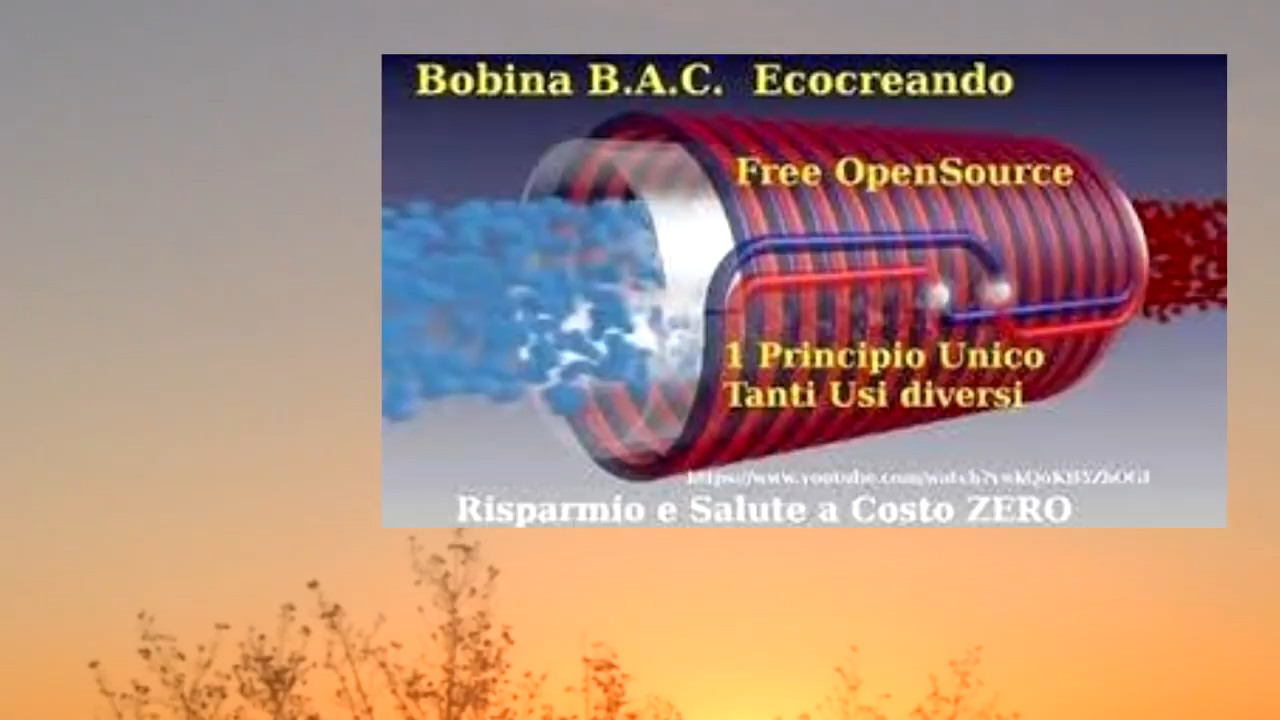 Bobina B.A.C. Ecocreando
Free OpenSource
1 Principio Unico
Tanti Usi diversi
Risparmio e Salute a Costo ZERO